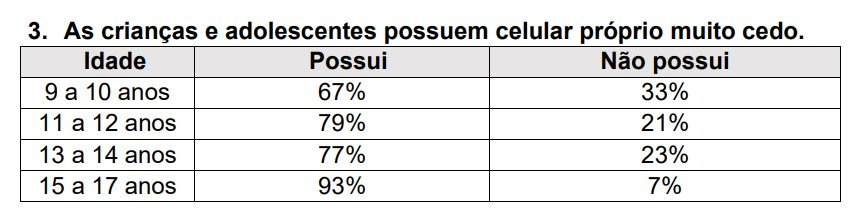 3. As crianças e adolescentes possuem celular próprio muito cedo.
Idade Possui Não possui
9 a 10 anos 67% 33%
11 a 12 anos 79% 21%
13 a 14 anos 77% 23%
15 a 17 anos 93% 7%